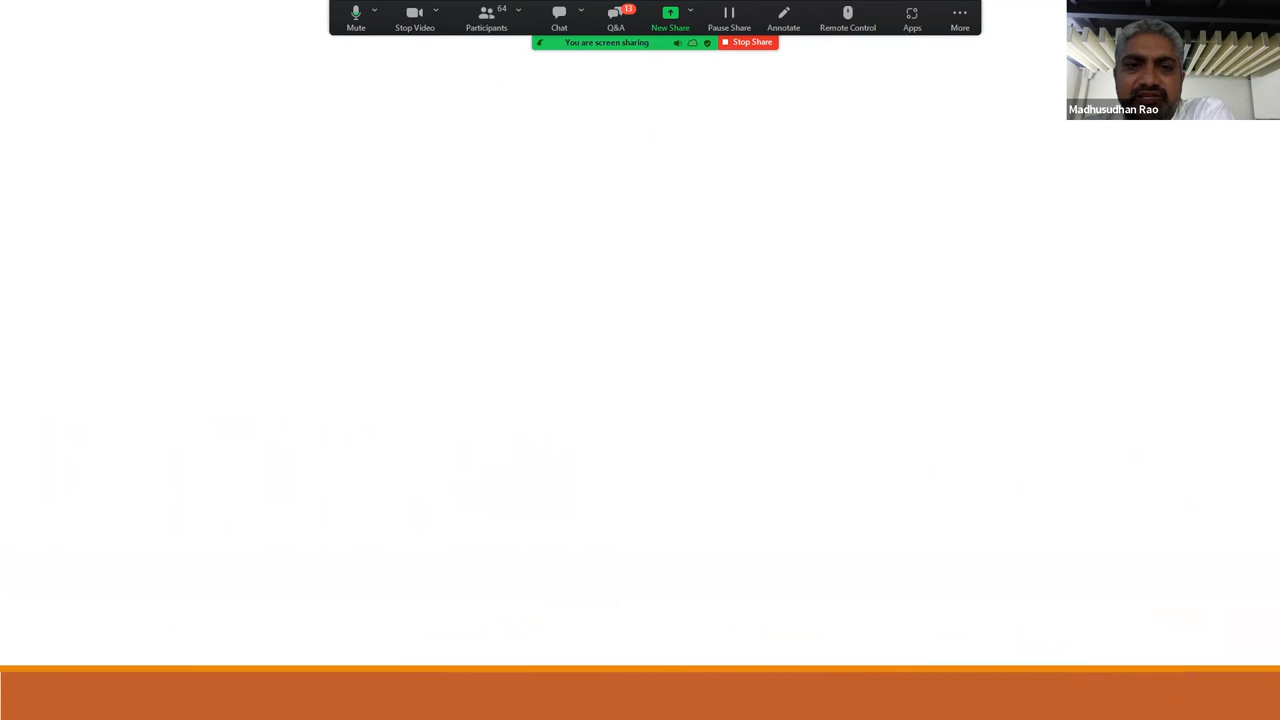 64
13
Mute
Stop Video
Participants
Chat
Q&A
New Share
Pause Share
Annotate
Remote Control
Apps
More
You are screen sharing
Stop Share
Madhusudhan Rao